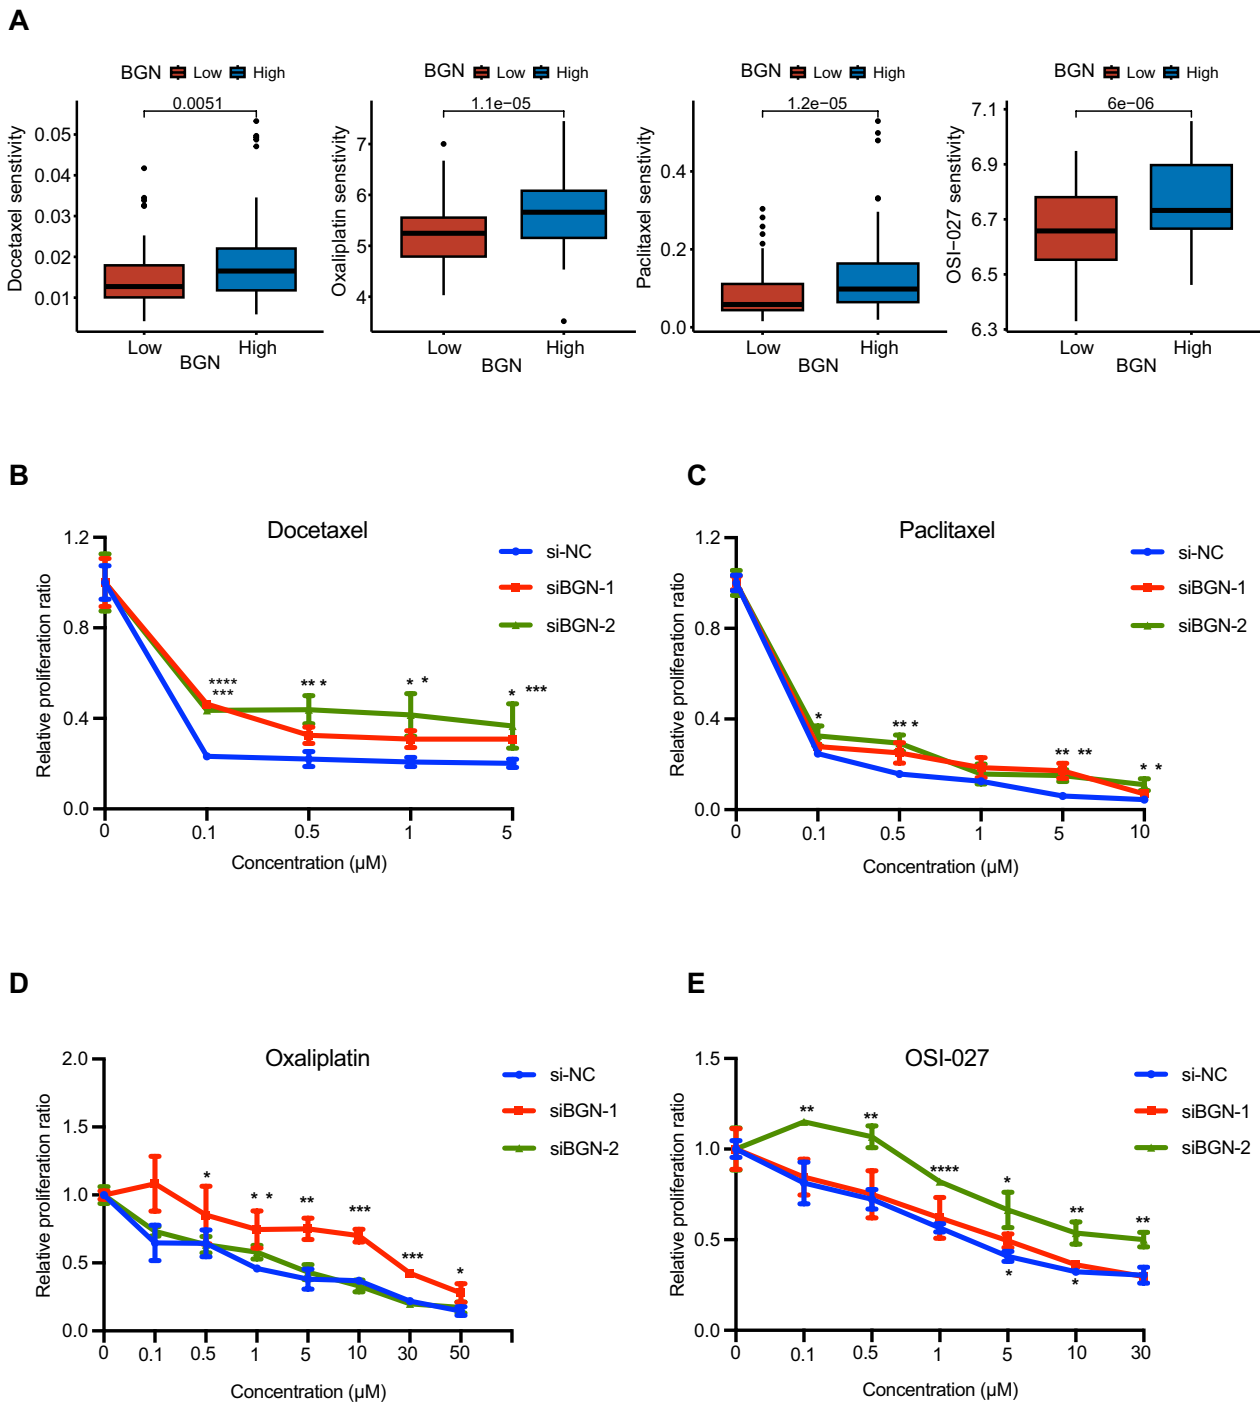 A
BGN Low High
0.0051
Docetaxel senstivity
0.05
0.04
0.03
0.02
0.01
Low High
BGN
BGN Low High
1.1e−05
Oxaliplatin senstivity
7
6
5
4
Low High
BGN
BGN Low High
1.2e−05
Paclitaxel senstivity
0.4
0.2
0.0
Low High
BGN
BGN Low High
6e−06
OSI−027 senstivity
7.1
6.9
6.7
6.5
6.3
Low High
BGN
B
Docetaxel
si-NC
siBGN-1
siBGN-2
Relative proliferation ratio
1.2
0.8
0.4
0.0
****
***
** *
* *
* ***
0 0.1 0.5 1 5
Concentration (µM)
C
Paclitaxel
si-NC
siBGN-1
siBGN-2
Relative proliferation ratio
1.2
0.8
0.4
0.0
*
** *
** **
* *
0 0.1 0.5 1 5 10
Concentration (µM)
D
Oxaliplatin
si-NC
siBGN-1
siBGN-2
Relative proliferation ratio
2.0
1.5
1.0
0.5
0.0
*
* *
**
***
***
*
0 0.1 0.5 1 5 10 30 50
Concentration (µM)
E
OSI-027
si-NC
siBGN-1
siBGN-2
Relative proliferation ratio
1.5
1.0
0.5
0.0
**
**
****
*
**
**
*
*
0 0.1 0.5 1 5 10 30
Concentration (µM)